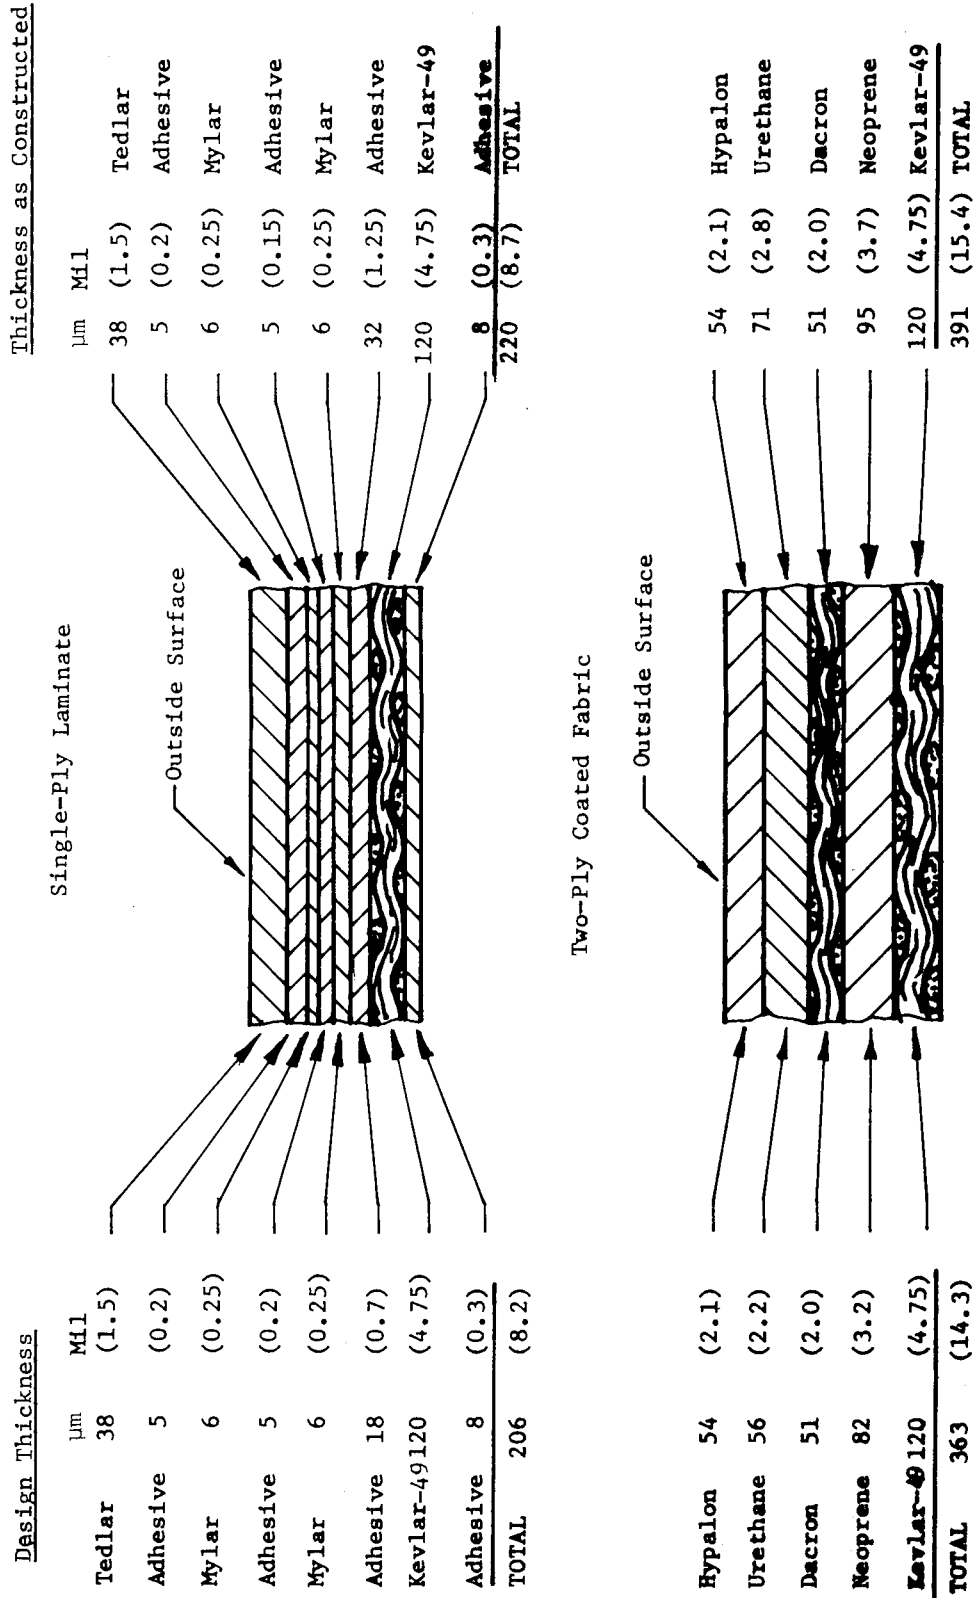 Design Thickness
µm Mil
Tedlar 38 (1.5)
Adhesive 5 (0.2)
Mylar 6 (0.25)
Adhesive 5 (0.2)
Mylar 6 (0.25)
Adhesive 18 (0.7)
Kevlar-49 120 (4.75)
Adhesive 8 (0.3)
TOTAL 206 (8.2)
Single-Ply Laminate
Outside Surface
Thickness as Constructed
µm Mil
38 (1.5) Tedlar
5 (0.2) Adhesive
6 (0.25) Mylar
5 (0.15) Adhesive
6 (0.25) Mylar
32 (1.25) Adhesive
120 (4.75) Kevlar-49
8 (0.3) Adhesive
220 (8.7) TOTAL
Hypalon 54 (2.1)
Urethane 56 (2.2)
Dacron 51 (2.0)
Neoprene 82 (3.2)
Kevlar-49 120 (4.75)
TOTAL 363 (14.3)
Two-Ply Coated Fabric
Outside Surface
54 (2.1) Hypalon
71 (2.8) Urethane
51 (2.0) Dacron
95 (3.7) Neoprene
120 (4.75) Kevlar-49
391 (15.4) TOTAL